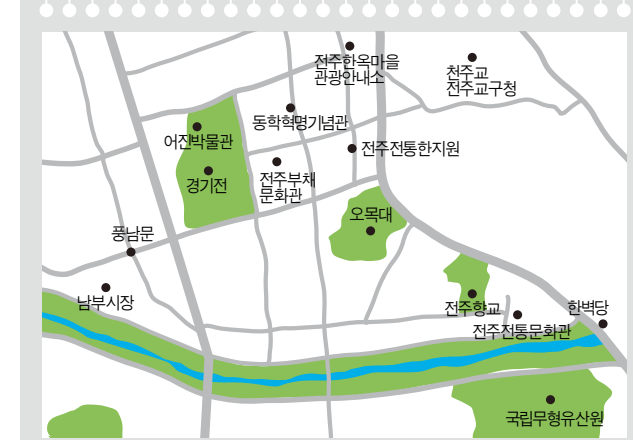 전주한옥마을
관광안내소
천주교
전주교구청
동학혁명기념관
어진박물관
전주전통한지원
경기전
전주부채
문화관
오목대
풍남문
남부시장
전주향교
한벽당
전주전통문화관
국립무형유산원